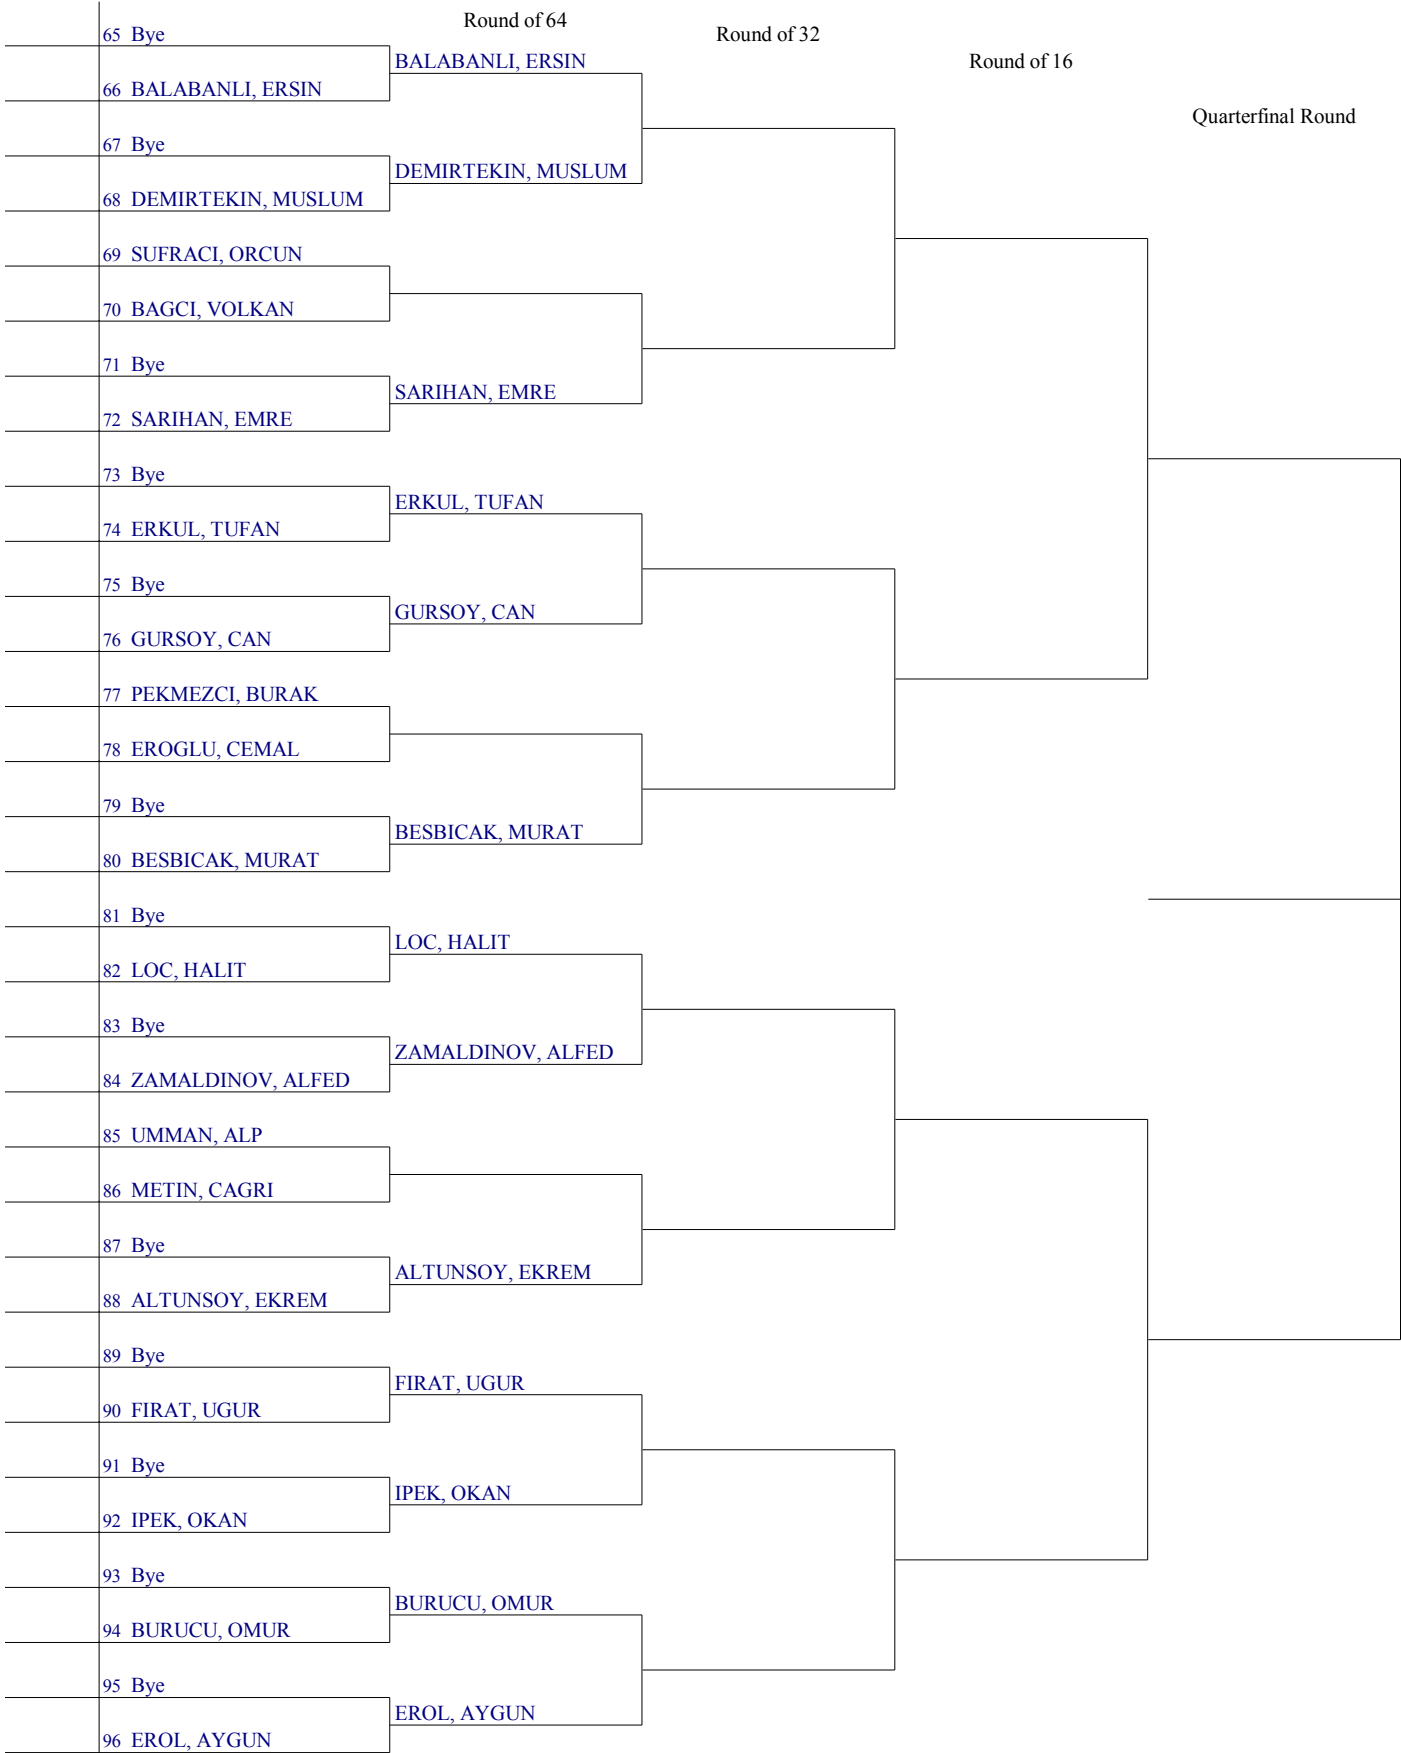 Round of 64
Round of 32
Round of 16
Quarterfinal Round
65 Bye
BALABANLI, ERSIN
66 BALABANLI, ERSIN
67 Bye
DEMIRTEKIN, MUSLUM
68 DEMIRTEKIN, MUSLUM
69 SUFRACI, ORCUN
70 BAGCI, VOLKAN
71 Bye
SARIHAN, EMRE
72 SARIHAN, EMRE
73 Bye
ERKUL, TUFAN
74 ERKUL, TUFAN
75 Bye
GURSOY, CAN
76 GURSOY, CAN
77 PEKMEZCI, BURAK
78 EROGLU, CEMAL
79 Bye
BESBICAK, MURAT
80 BESBICAK, MURAT
81 Bye
LOC, HALIT
82 LOC, HALIT
83 Bye
ZAMALDINOV, ALFED
84 ZAMALDINOV, ALFED
85 UMMAN, ALP
86 METIN, CAGRI
87 Bye
ALTUNSOY, EKREM
88 ALTUNSOY, EKREM
89 Bye
FIRAT, UGUR
90 FIRAT, UGUR
91 Bye
IPEK, OKAN
92 IPEK, OKAN
93 Bye
BURUCU, OMUR
94 BURUCU, OMUR
95 Bye
EROL, AYGUN
96 EROL, AYGUN